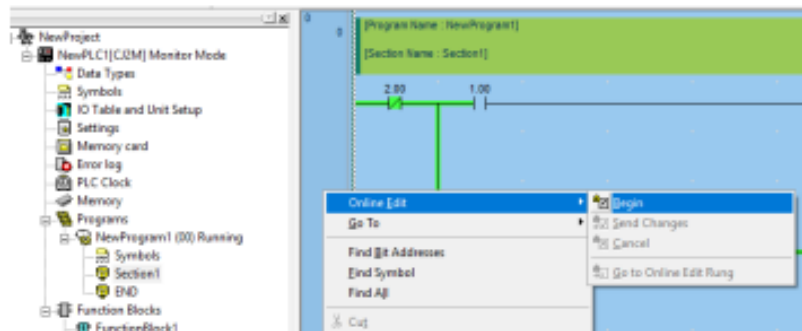 NewProject
NewPLC1[CJ2M] Monitor Mode
Data Types
Symbols
IO Table and Unit Setup
Settings
Memory card
Error log
PLC Clock
Memory
Programs
NewProgram1 (00) Running
Symbols
Section1
END
Function Blocks
FunctionBlock1
0
0
[Program Name : NewProgram1]
[Section Name : Section1]
2.00 1.00
Online Edit
Go To
Find Bit Addresses
Find Symbol
Find All
Cut
Begin
Send Changes
Cancel
Go to Online Edit Rung